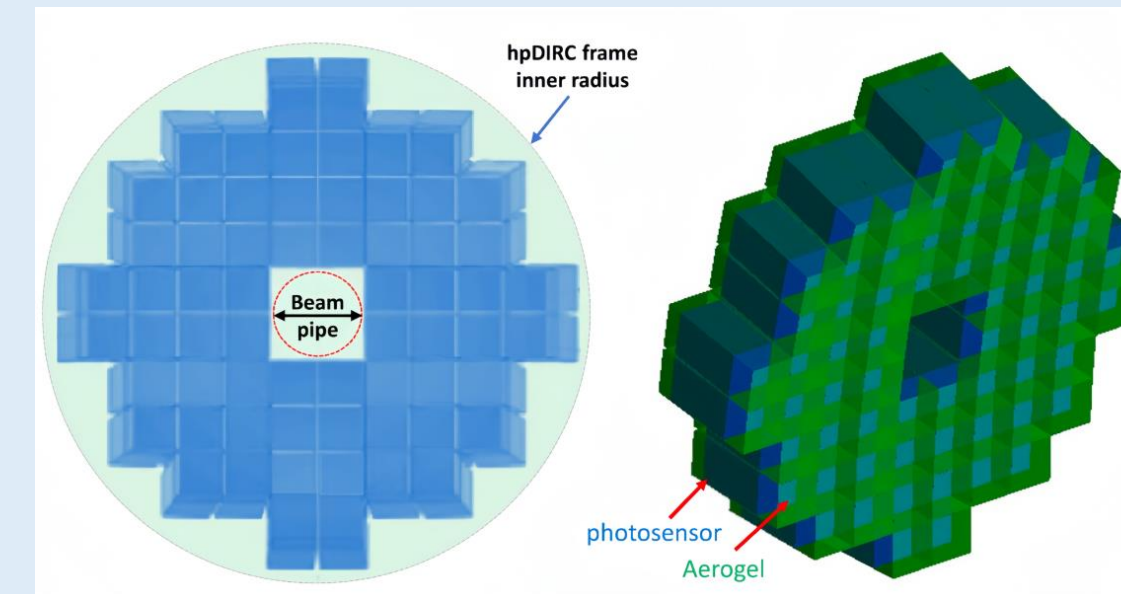 hpDIRC frame
inner radius
Beam
pipe
photosensor
Aerogel